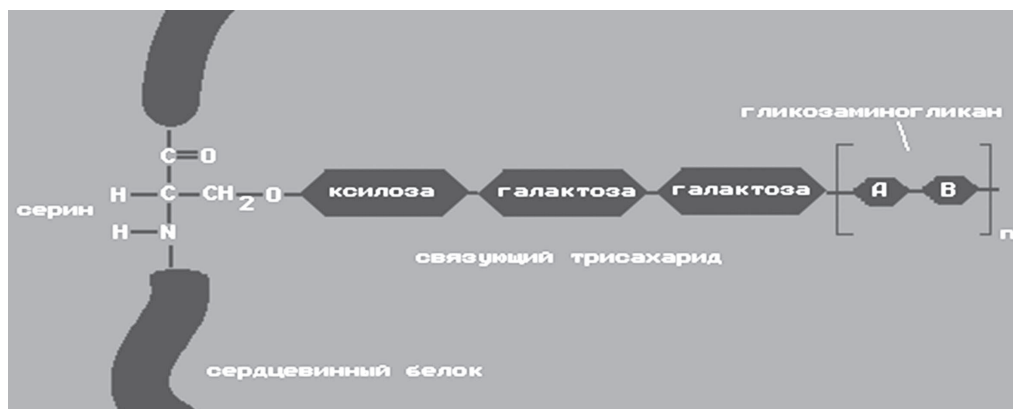 гликозаминогликан
C=O
H–C–CH2–O
ксилоза
галактоза
галактоза
A
B
серин
H–N
n
связующий трисахарид
сердцевинный белок